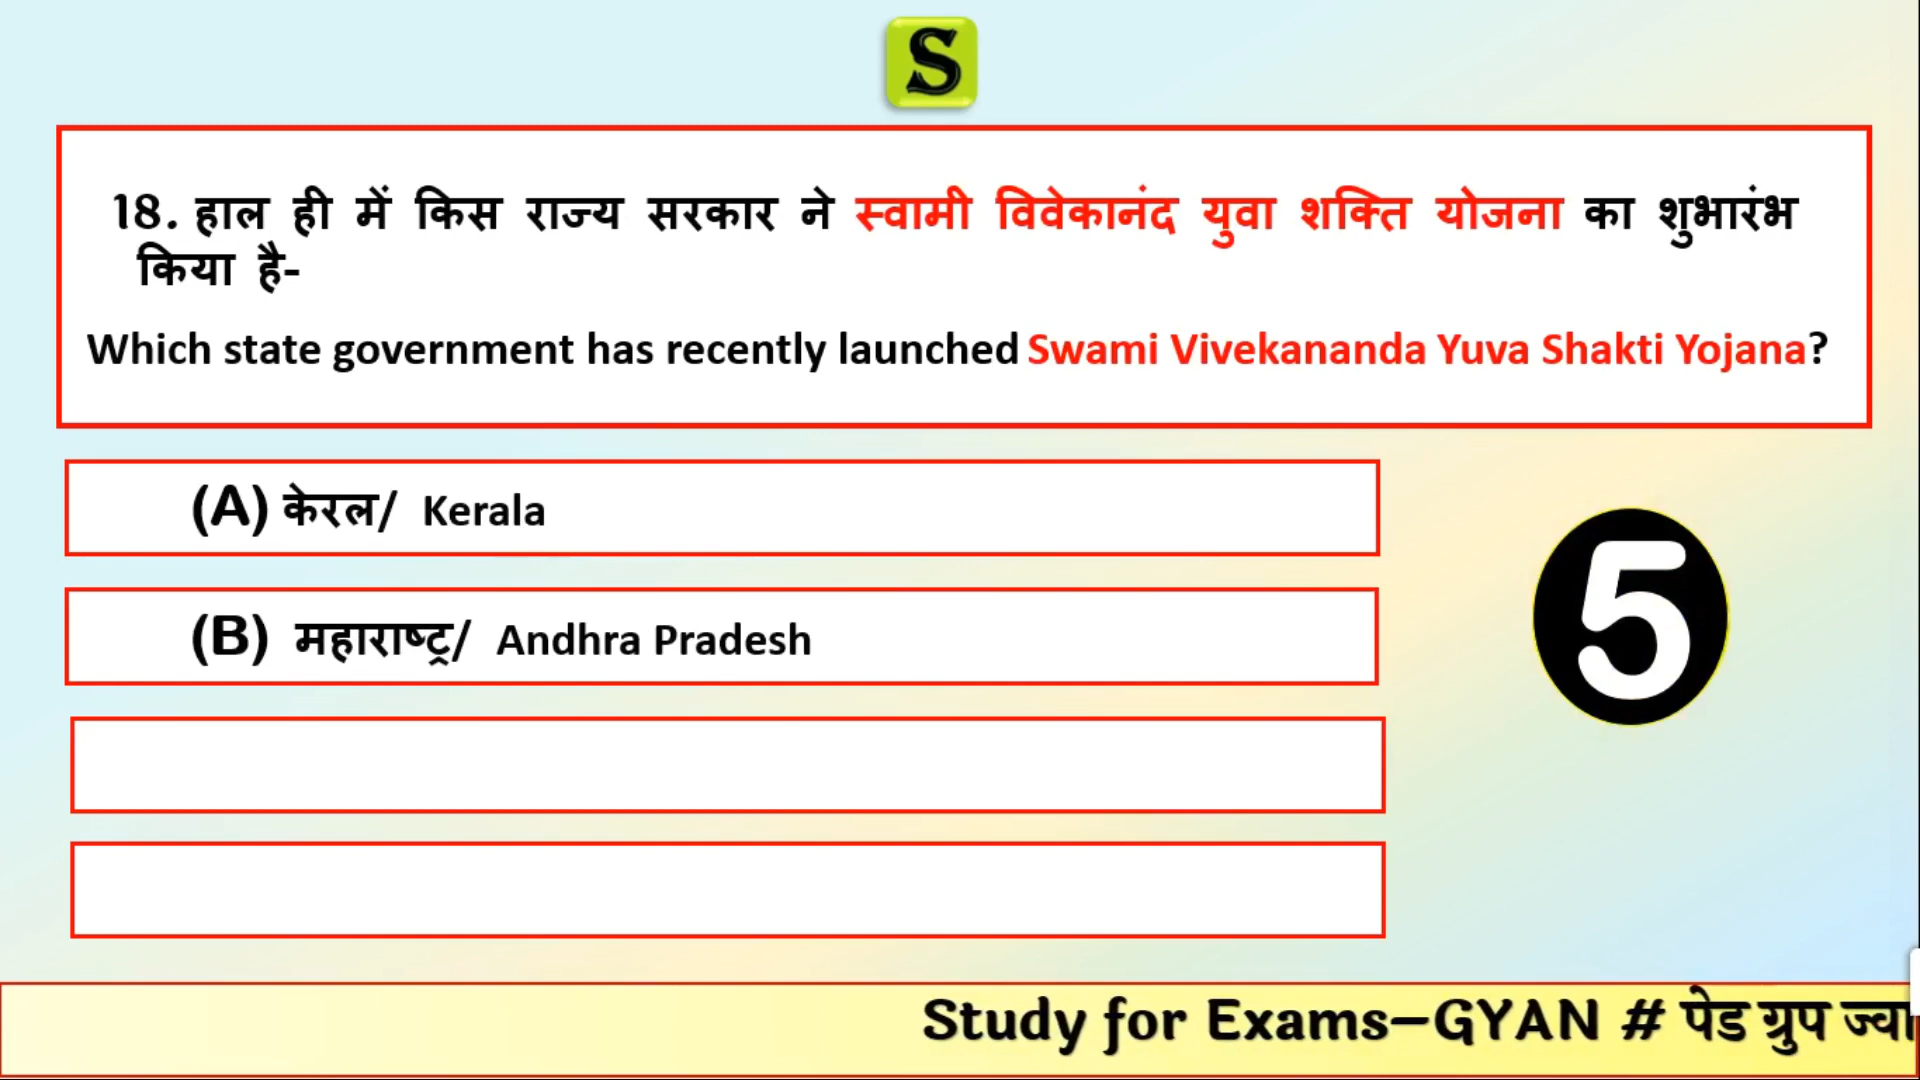 S
18. हाल ही में किस राज्य सरकार ने स्वामी विवेकानंद युवा शक्ति योजना का शुभारंभ
किया है-
Which state government has recently launched Swami Vivekananda Yuva Shakti Yojana?
(A) केरल/ Kerala
5
(B) महाराष्ट्र/ Andhra Pradesh
Study for Exams–GYAN # पेड ग्रुप